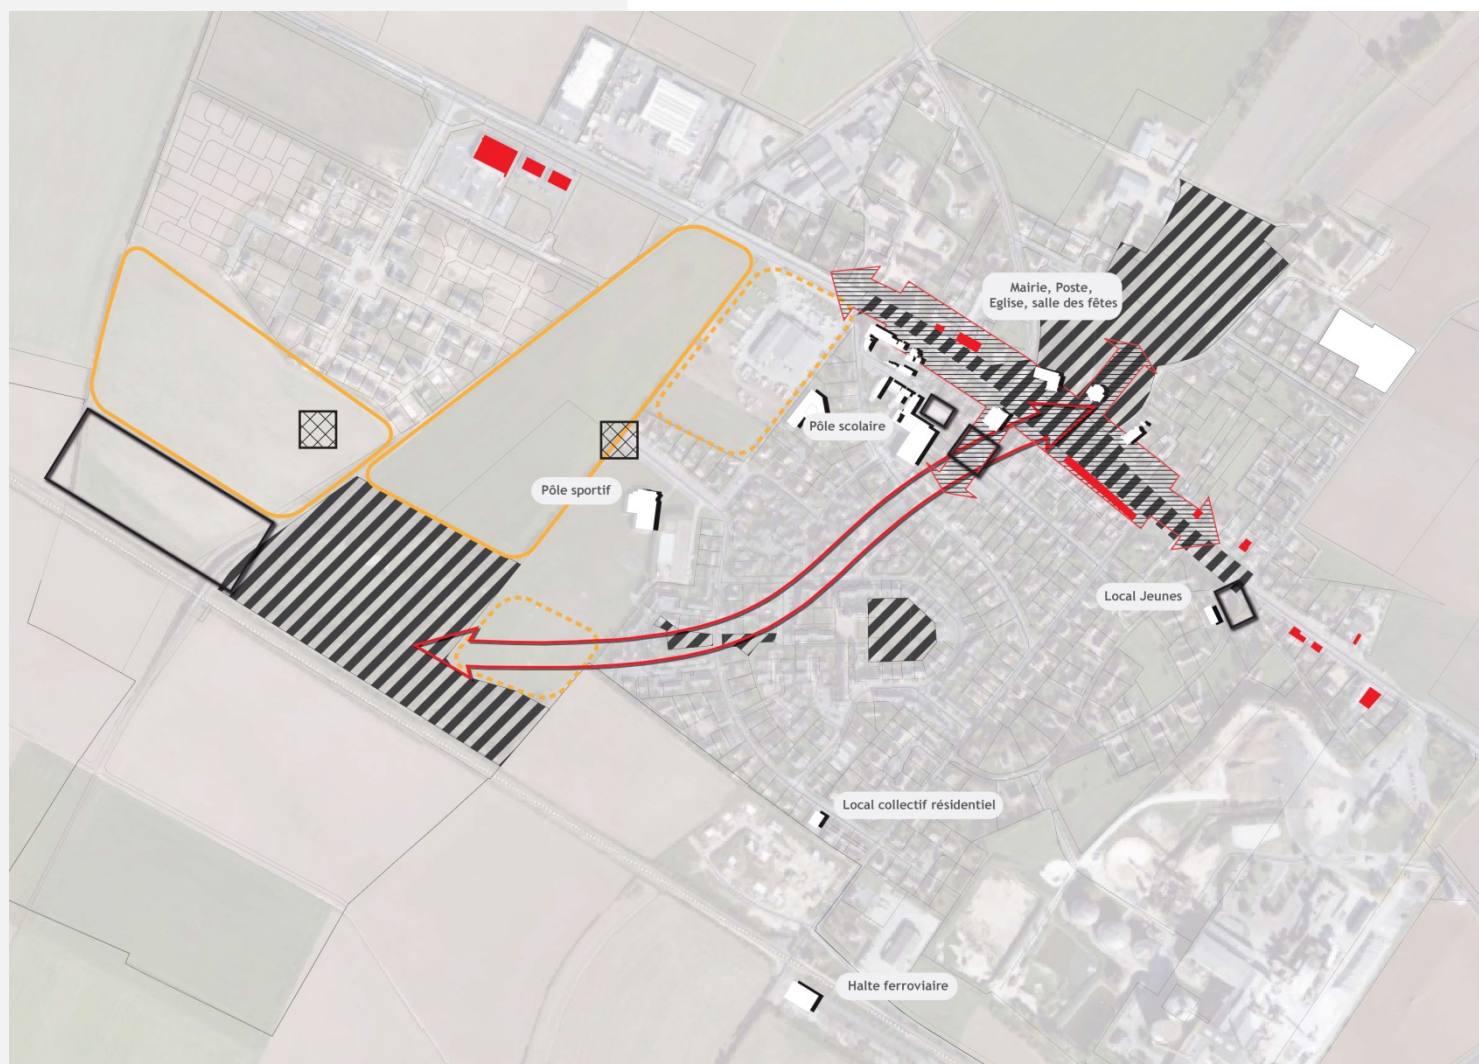 Mairie, Poste,
Eglise, salle des fêtes
Pôle scolaire
Pôle sportif
Local Jeunes
Local collectif résidentiel
Halte ferroviaire